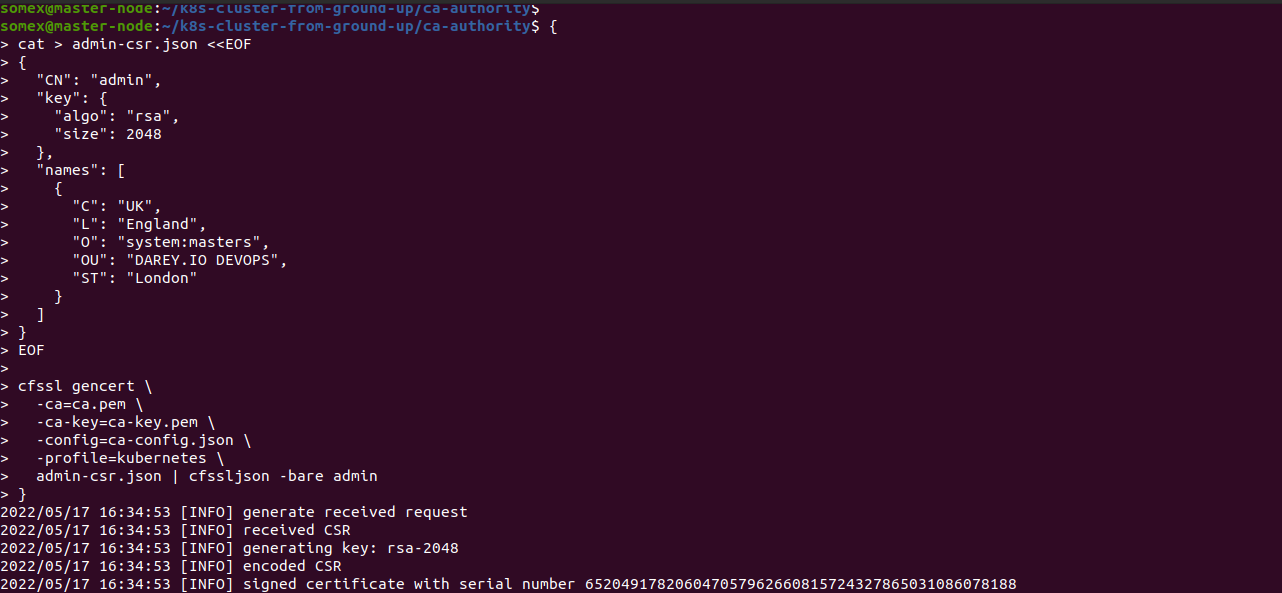 somex@master-node:~/k8s-cluster-from-ground-up/ca-authority$
somex@master-node:~/k8s-cluster-from-ground-up/ca-authority$ {
> cat > admin-csr.json <<EOF
> {
>   "CN": "admin",
>   "key": {
>     "algo": "rsa",
>     "size": 2048
>   },
>   "names": [
>     {
>       "C": "UK",
>       "L": "England",
>       "O": "system:masters",
>       "OU": "DAREY.IO DEVOPS",
>       "ST": "London"
>     }
>   ]
> }
> EOF
>
> cfssl gencert \
>   -ca=ca.pem \
>   -ca-key=ca-key.pem \
>   -config=ca-config.json \
>   -profile=kubernetes \
>   admin-csr.json | cfssljson -bare admin
> }
2022/05/17 16:34:53 [INFO] generate received request
2022/05/17 16:34:53 [INFO] received CSR
2022/05/17 16:34:53 [INFO] generating key: rsa-2048
2022/05/17 16:34:53 [INFO] encoded CSR
2022/05/17 16:34:53 [INFO] signed certificate with serial number 652049178206047057962660815724327865031086078188